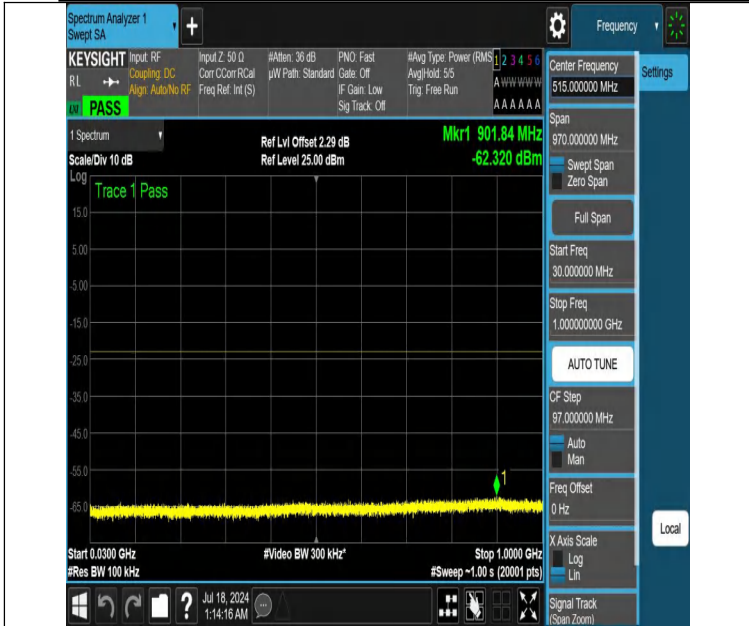 Spectrum Analyzer 1
Swept SA
Frequency
KEYSIGHT
RL
LXI
PASS
Input: RF
Coupling: DC
Align: Auto/No RF
Input Z: 50 Ω
Corr CCorr RCal
Freq Ref: Int (S)
#Atten: 36 dB
µW Path: Standard
PNO: Fast
Gate: Off
IF Gain: Low
Sig Track: Off
#Avg Type: Power (RMS
Avg|Hold: 5/5
Trig: Free Run
1 2 3 4 5 6
A W W W W W
A A A A A A
1 Spectrum
Scale/Div 10 dB
Ref Lvl Offset 2.29 dB
Ref Level 25.00 dBm
Mkr1 901.84 MHz
-62.320 dBm
Log
Trace 1 Pass
15.0
5.00
-5.00
-15.0
-25.0
-35.0
-45.0
-55.0
-65.0
1
Start 0.0300 GHz
#Res BW 100 kHz
#Video BW 300 kHz*
Stop 1.0000 GHz
#Sweep ~1.00 s (20001 pts)
?
Jul 18, 2024
1:14:16 AM
Center Frequency
515.000000 MHz
Settings
Span
970.000000 MHz
Swept Span
Zero Span
Full Span
Start Freq
30.000000 MHz
Stop Freq
1.000000000 GHz
AUTO TUNE
CF Step
97.000000 MHz
Auto
Man
Freq Offset
0 Hz
Local
X Axis Scale
Log
Lin
Signal Track
(Span Zoom)